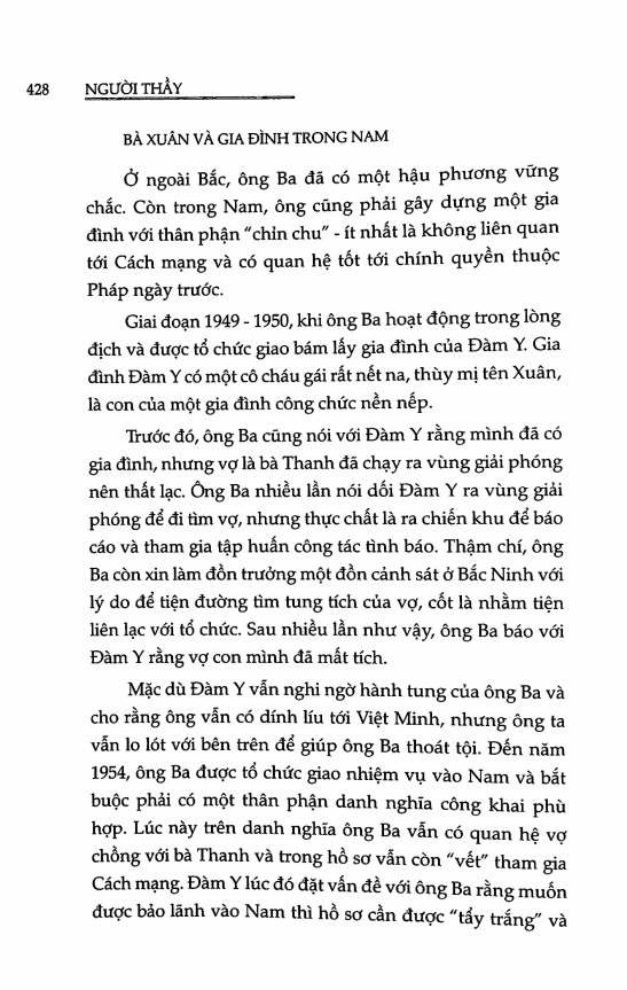 428 NGƯỜI THẦY
BÀ XUÂN VÀ GIA ĐÌNH TRONG NAM
Ở ngoài Bắc, ông Ba đã có một hậu phương vững
chắc. Còn trong Nam, ông cũng phải gây dựng một gia
đình với thân phận "chỉn chu" - ít nhất là không liên quan
tới Cách mạng và có quan hệ tốt tới chính quyền thuộc
Pháp ngày trước.
Giai đoạn 1949 - 1950, khi ông Ba hoạt động trong lòng
địch và được tổ chức giao bám lấy gia đình của Đàm Y. Gia
đình Đàm Y có một cô cháu gái rất nết na, thùy mị tên Xuân,
là con của một gia đình công chức nền nếp.
Trước đó, ông Ba cũng nói với Đàm Y rằng mình đã có
gia đình, nhưng vợ là bà Thanh đã chạy ra vùng giải phóng
nên thất lạc. Ông Ba nhiều lần nói dối Đàm Y ra vùng giải
phóng để đi tìm vợ, nhưng thực chất là ra chiến khu để báo
cáo và tham gia tập huấn công tác tình báo. Thậm chí, ông
Ba còn xin làm đồn trưởng một đồn cảnh sát ở Bắc Ninh với
lý do để tiện đường tìm tung tích của vợ, cốt là nhằm tiện
liên lạc với tổ chức. Sau nhiều lần như vậy, ông Ba báo với
Đàm Y rằng vợ con mình đã mất tích.
Mặc dù Đàm Y vẫn nghi ngờ hành tung của ông Ba và
cho rằng ông vẫn có dính líu tới Việt Minh, nhưng ông ta
vẫn lo lót với bên trên để giúp ông Ba thoát tội. Đến năm
1954, ông Ba được tổ chức giao nhiệm vụ vào Nam và bắt
buộc phải có một thân phận danh nghĩa công khai phù
hợp. Lúc này trên danh nghĩa ông Ba vẫn có quan hệ vợ
chồng với bà Thanh và trong hồ sơ vẫn còn "vết" tham gia
Cách mạng. Đàm Y lúc đó đặt vấn đề với ông Ba rằng muốn
được bảo lãnh vào Nam thì hồ sơ cần được "tẩy trắng" và